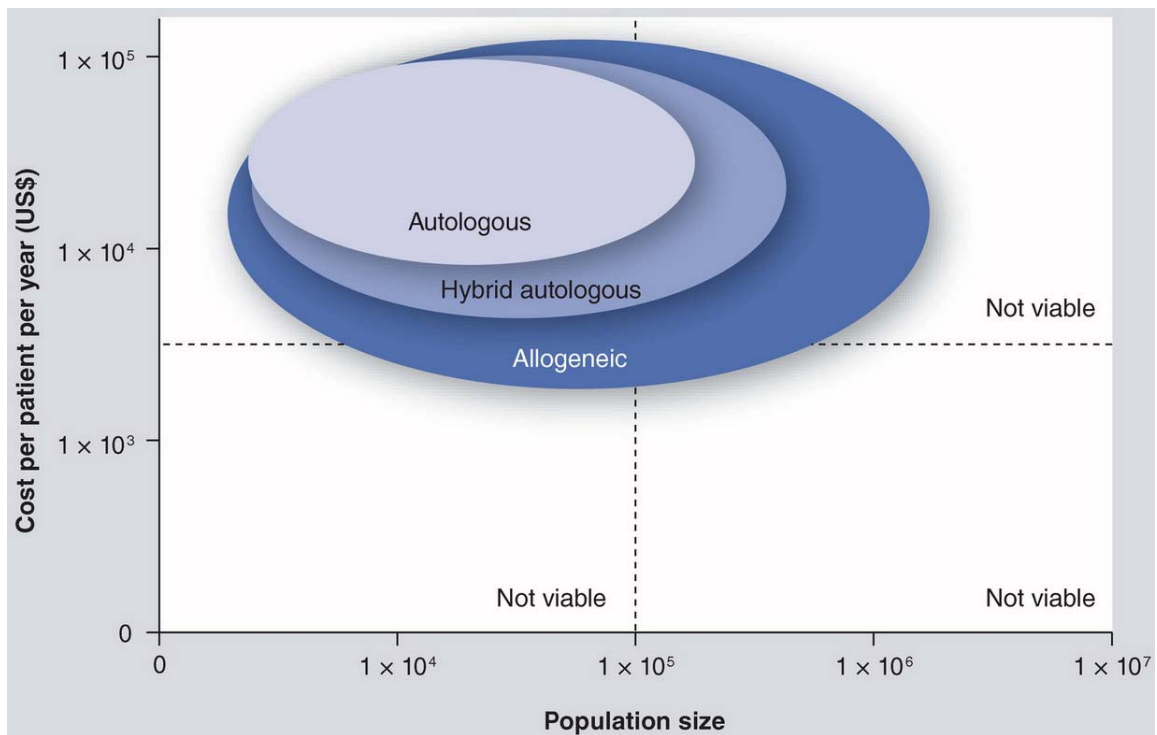 Cost per patient per year (US$)
1 × 10⁵
1 × 10⁴
1 × 10³
0
Autologous
Hybrid autologous
Allogeneic
Not viable
Not viable
Not viable
0
1 × 10⁴
1 × 10⁵
1 × 10⁶
1 × 10⁷
Population size